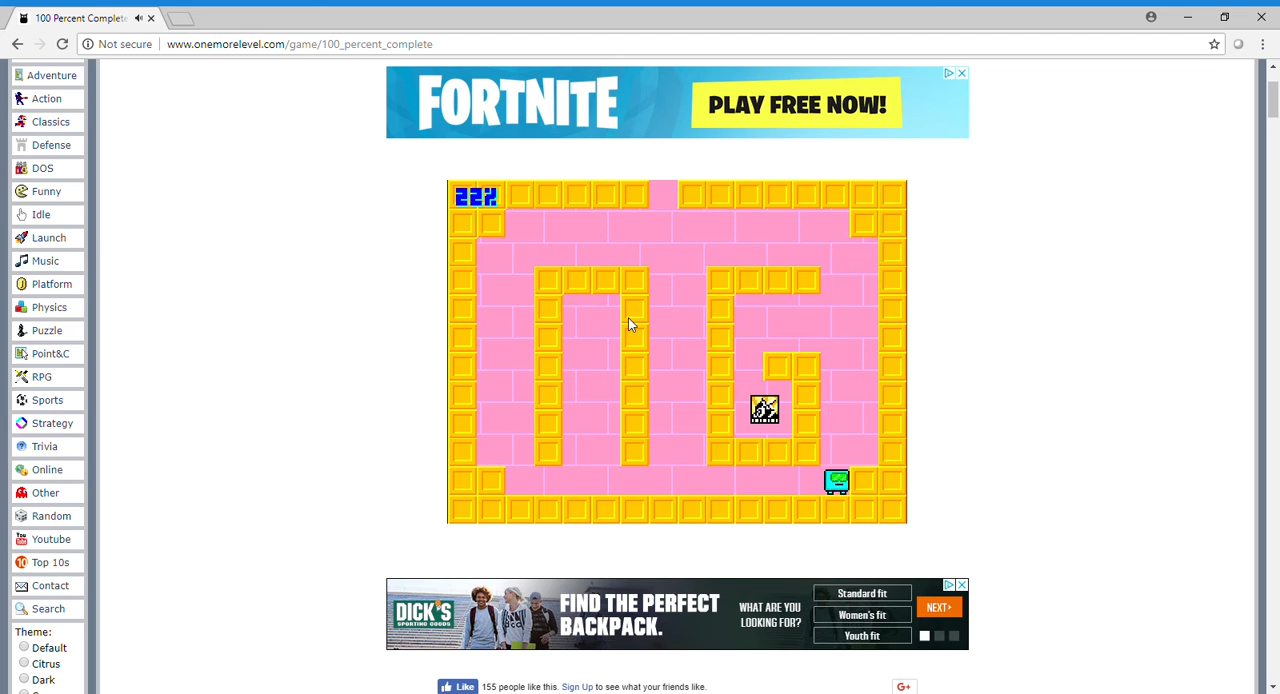 100 Percent Complete
Not secure
www.onemorelevel.com/game/100_percent_complete
Adventure
Action
Classics
Defense
DOS
Funny
Idle
Launch
Music
Platform
Physics
Puzzle
Point&C
RPG
Sports
Strategy
Trivia
Online
Other
Random
Youtube
Top 10s
Contact
Search
Theme:
Default
Citrus
Dark
FORTNITE
PLAY FREE NOW!
22%
DICK'S
SPORTING GOODS
FIND THE PERFECT
BACKPACK.
WHAT ARE YOU
LOOKING FOR?
Standard fit
Women's fit
Youth fit
NEXT›
Like
155 people like this. Sign Up to see what your friends like.
G+